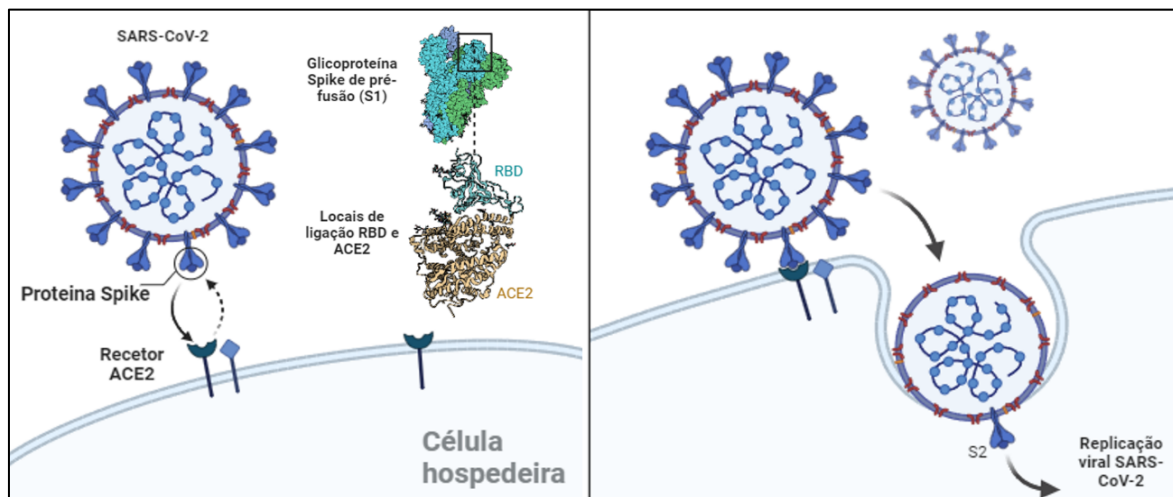 SARS-CoV-2
Glicoproteína
Spike de pré-
fusão (S1)
RBD
Locais de
ligação RBD e
ACE2
ACE2
Proteina Spike
Recetor
ACE2
Célula
hospedeira
S2
Replicação
viral SARS-
CoV-2